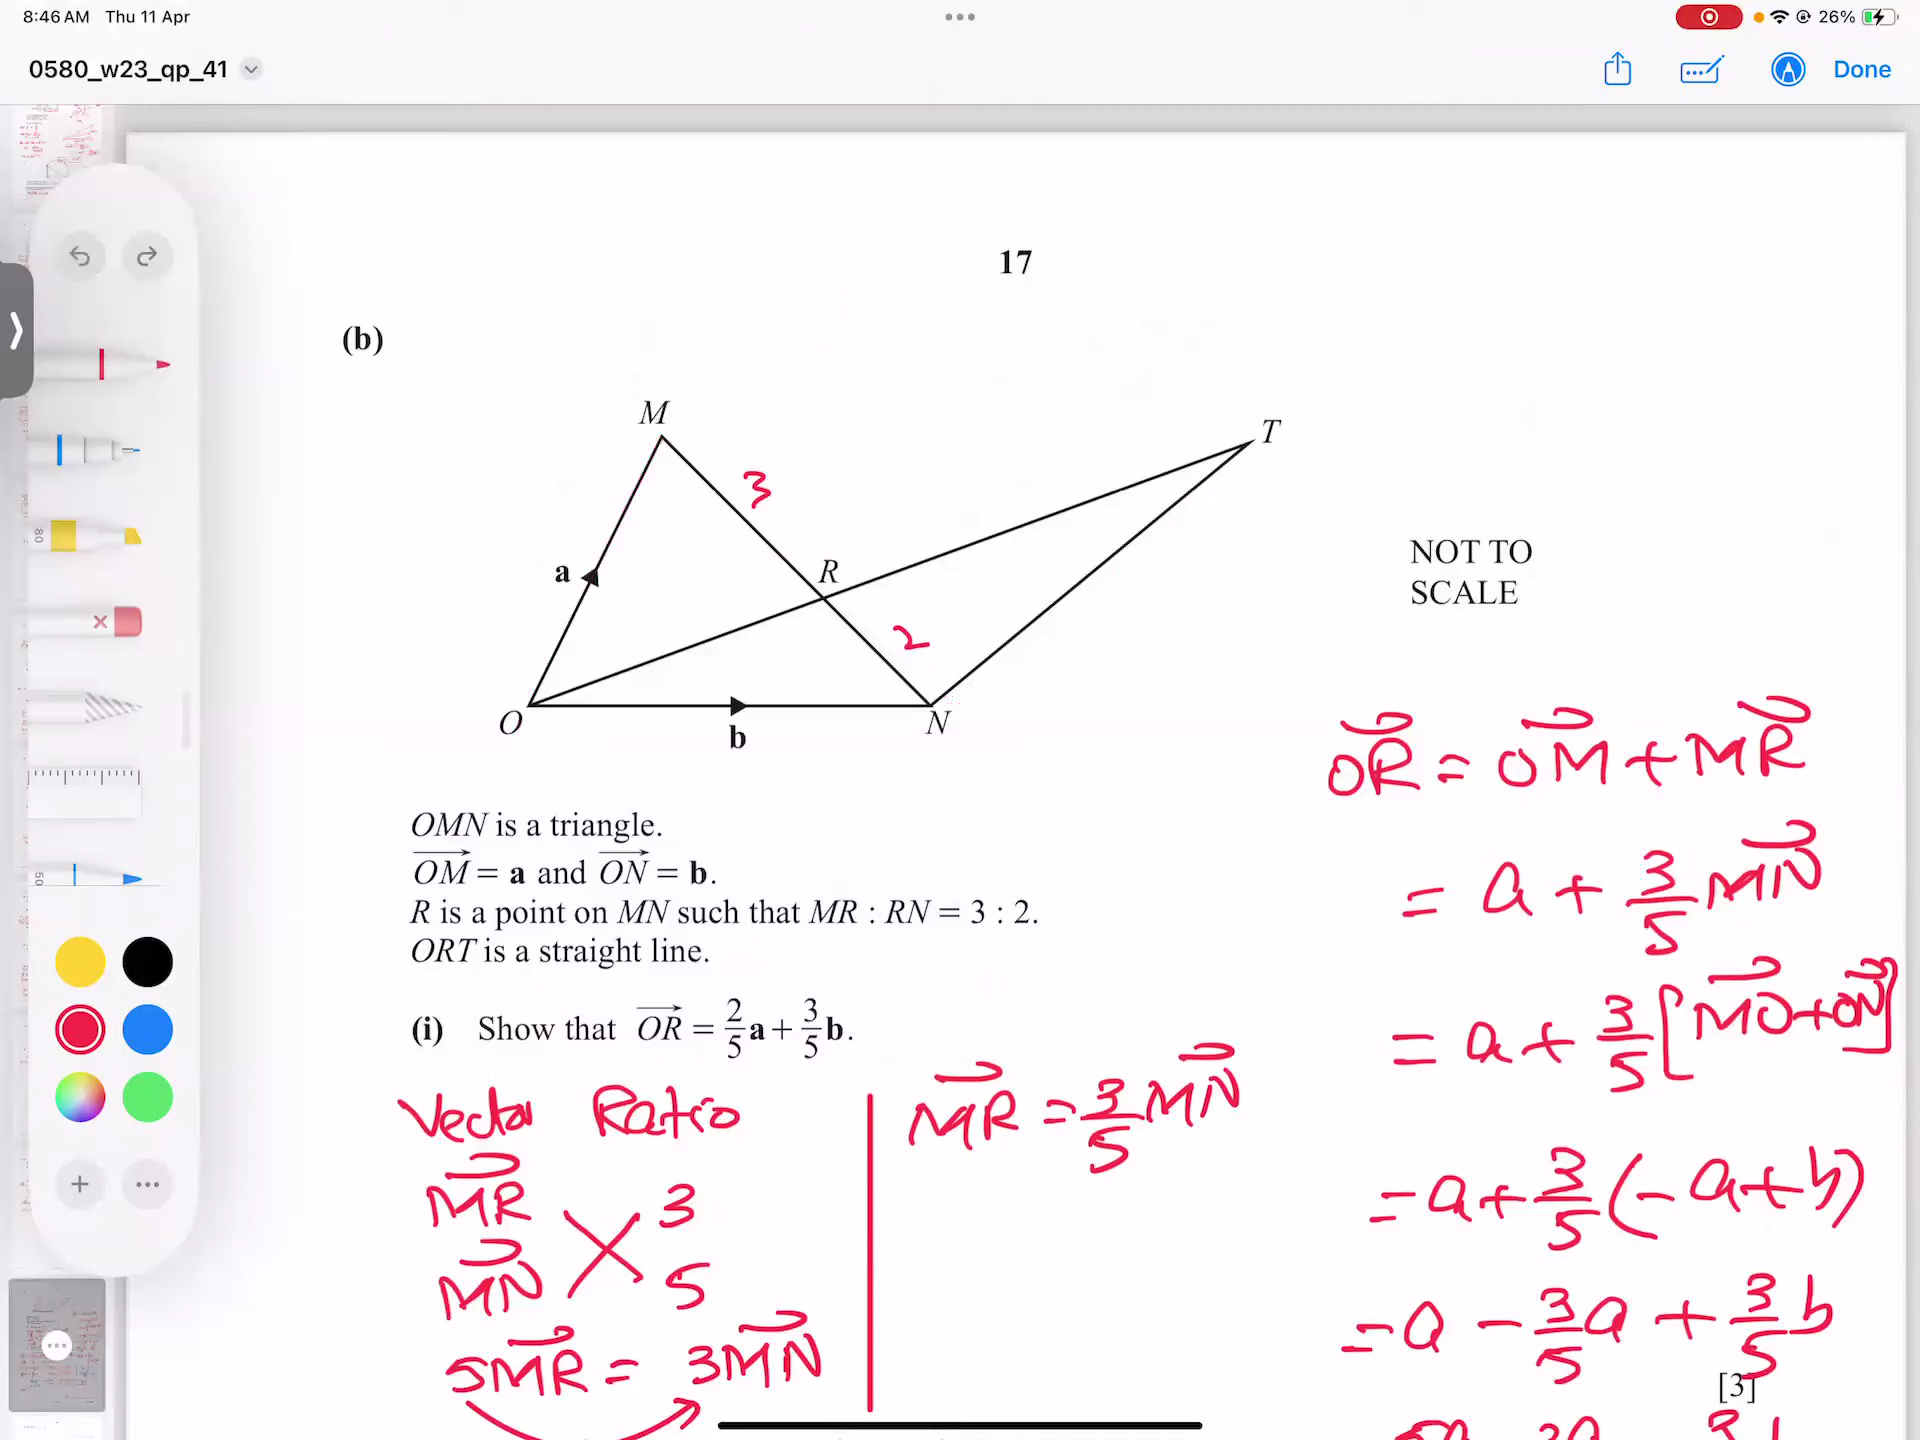 8:46 AM Thu 11 Apr
26%
0580_w23_qp_41
Done
17
(b)
M
T
3
R
a
2
NOT TO
SCALE
O
N
b
OMN is a triangle.
OM = a and ON = b.
R is a point on MN such that MR : RN = 3 : 2.
ORT is a straight line.
(i) Show that OR = 2/5 a + 3/5 b.
[3]
Vector Ratio
MR 3
MN 5
5MR = 3MN
MR = 3/5 MN
OR = OM + MR
= a + 3/5 MN
= a + 3/5 [MO + ON]
= a + 3/5 (- a + b)
= a - 3/5 a + 3/5 b
80
50